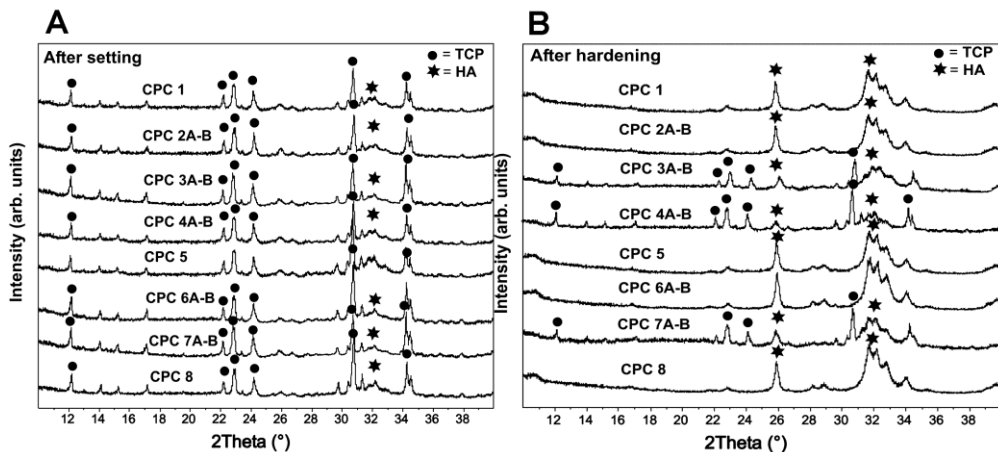 A
After setting
● = TCP
★ = HA
CPC 1
CPC 2A-B
CPC 3A-B
CPC 4A-B
CPC 5
CPC 6A-B
CPC 7A-B
CPC 8
Intensity (arb. units)
12 14 16 18 20 22 24 26 28 30 32 34 36 38
2Theta (°)
B
After hardening
● = TCP
★ = HA
CPC 1
CPC 2A-B
CPC 3A-B
CPC 4A-B
CPC 5
CPC 6A-B
CPC 7A-B
CPC 8
Intensity (arb. units)
12 14 16 18 20 22 24 26 28 30 32 34 36 38
2Theta (°)